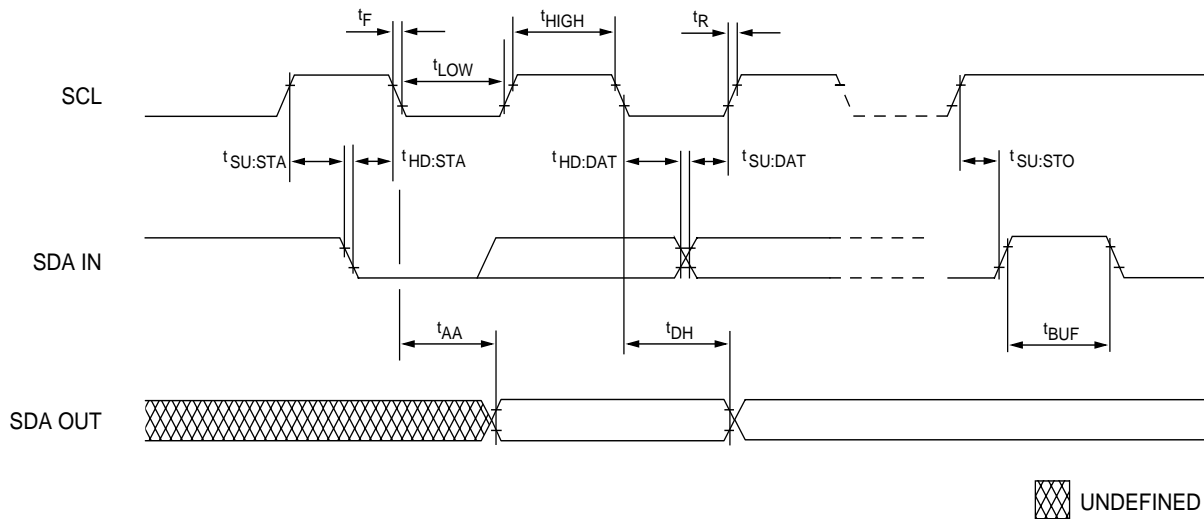 tF
tHIGH
tR
tLOW
SCL
tSU:STA
tHD:STA
tHD:DAT
tSU:DAT
tSU:STO
SDA IN
tAA
tDH
tBUF
SDA OUT
UNDEFINED